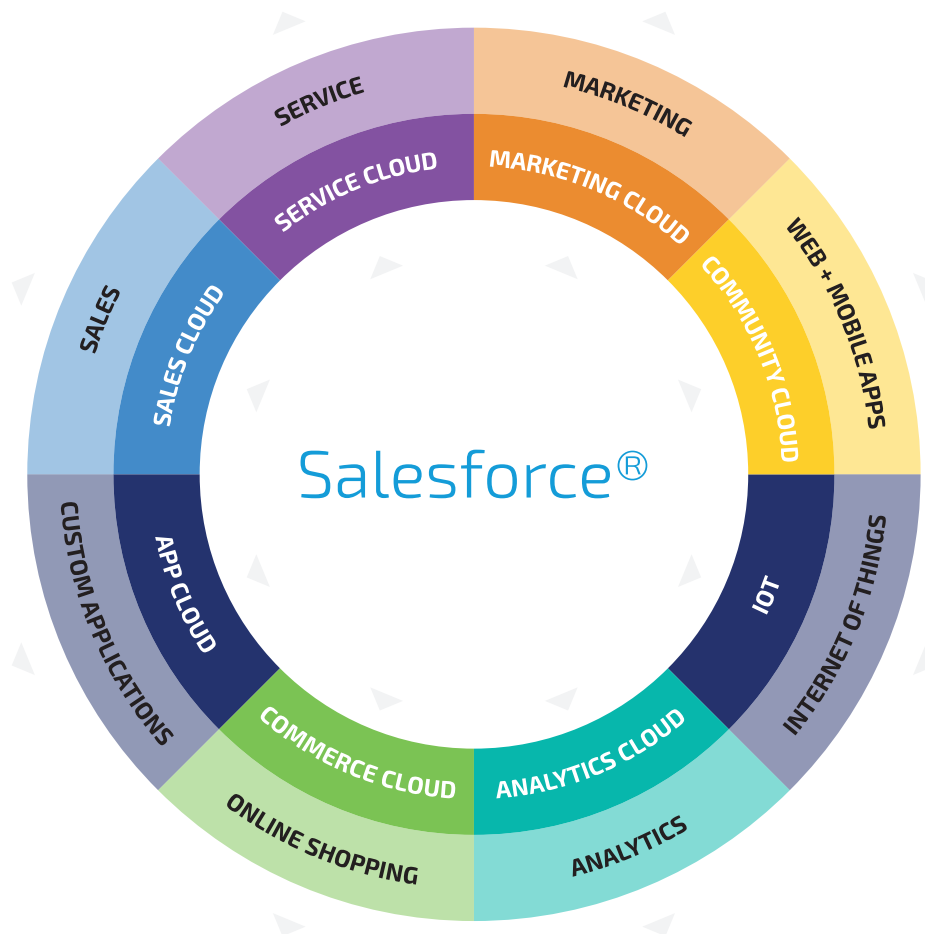 SERVICE
MARKETING
SERVICE CLOUD
MARKETING CLOUD
WEB + MOBILE APPS
COMMUNITY CLOUD
SALES
SALES CLOUD
Salesforce®
CUSTOM APPLICATIONS
APP CLOUD
IOT
INTERNET OF THINGS
COMMERCE CLOUD
ANALYTICS CLOUD
ONLINE SHOPPING
ANALYTICS